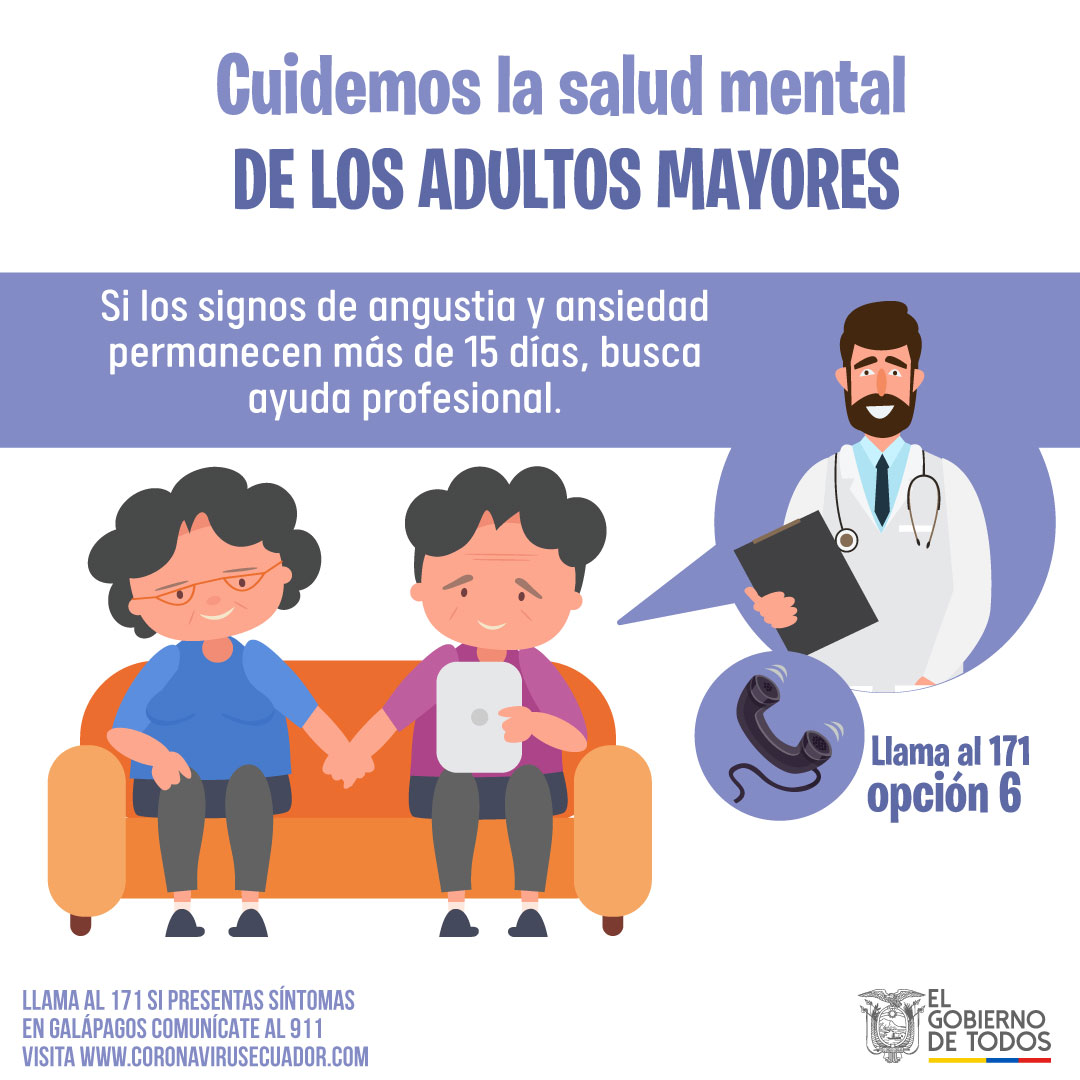 Cuidemos la salud mental
DE LOS ADULTOS MAYORES
Si los signos de angustia y ansiedad
permanecen más de 15 días, busca
ayuda profesional.
Llama al 171
opción 6
LLAMA AL 171 SI PRESENTAS SÍNTOMAS
EN GALÁPAGOS COMUNÍCATE AL 911
VISITA WWW.CORONAVIRUSECUADOR.COM
EL
GOBIERNO
DE TODOS